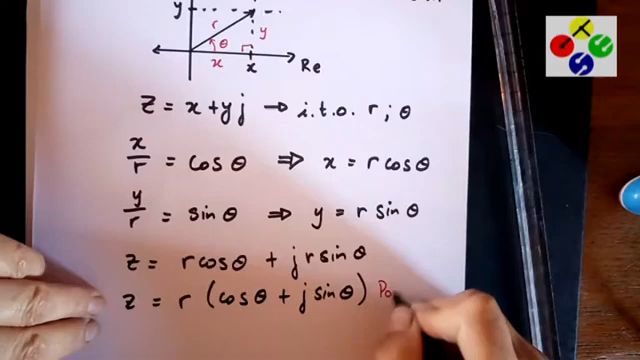 y
r
y
θ
x
x
Re
z = x + yj → i.t.o. r ; θ
x/r = cos θ ⇒ x = r cos θ
y/r = sin θ ⇒ y = r sin θ
z = r cos θ + j r sin θ
z = r (cos θ + j sin θ) Po